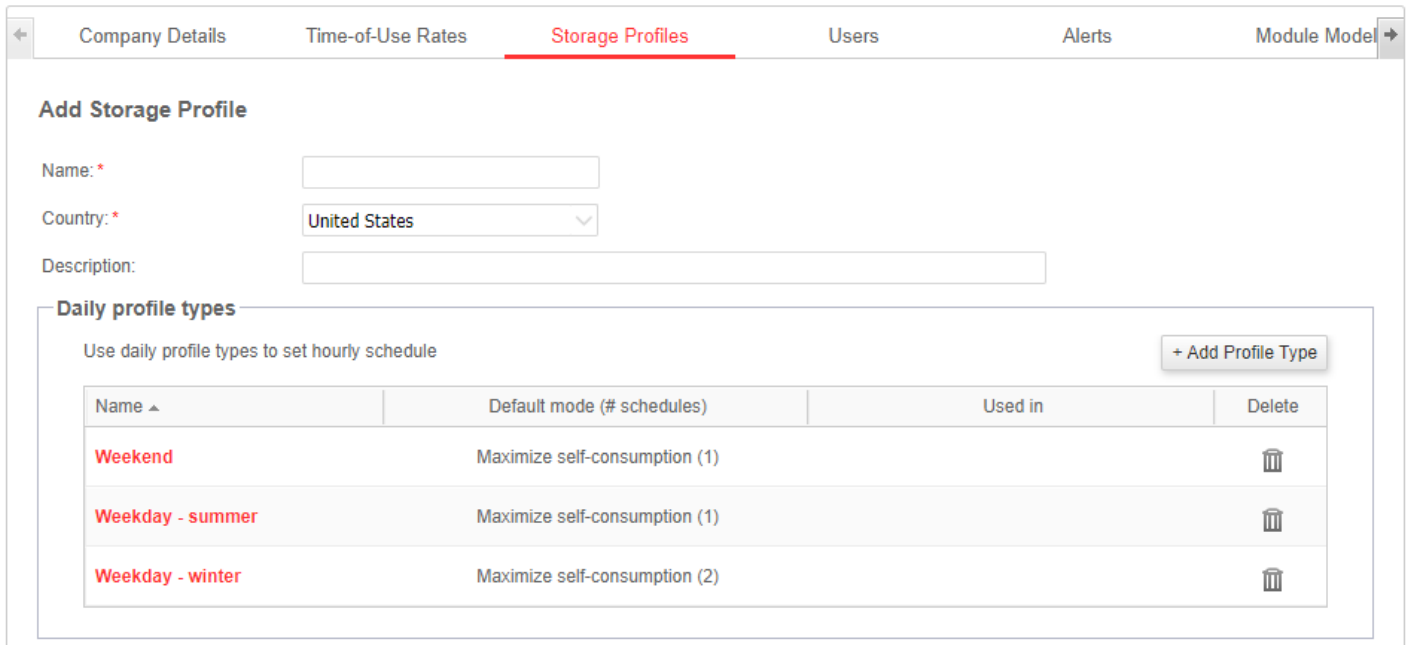 Company Details Time-of-Use Rates Storage Profiles Users Alerts Module Model
Add Storage Profile
Name: *
Country: * United States
Description:
Daily profile types
Use daily profile types to set hourly schedule + Add Profile Type
Name Default mode (# schedules) Used in Delete
Weekend Maximize self-consumption (1)
Weekday - summer Maximize self-consumption (1)
Weekday - winter Maximize self-consumption (2)